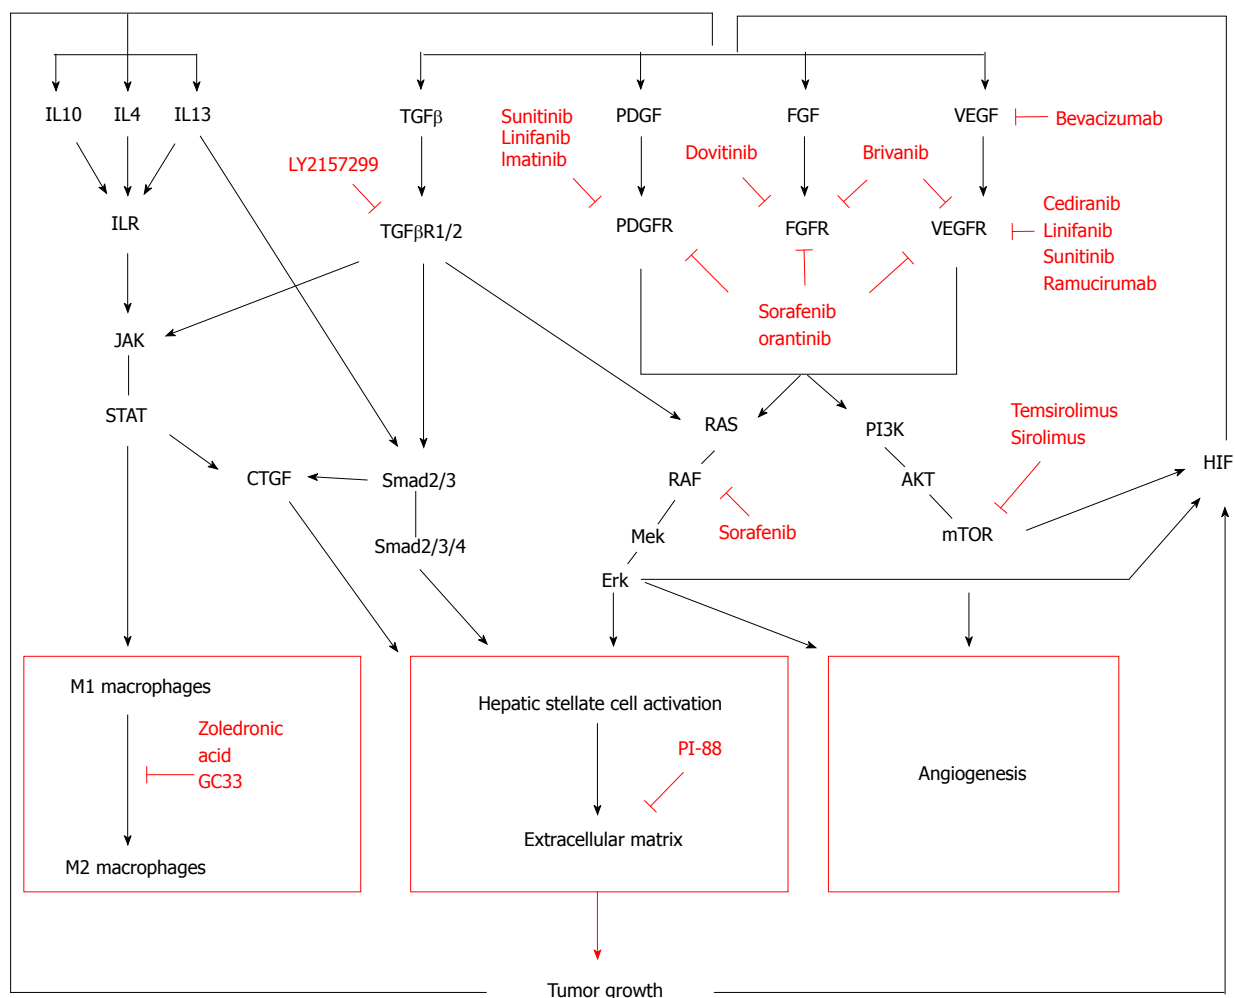 IL10 IL4 IL13 TGFβ PDGF FGF VEGF
Bevacizumab
Sunitinib
Linifanib
Imatinib
Dovitinib
Brivanib
LY2157299
ILR
TGFβR1/2
PDGFR
FGFR
VEGFR
Cediranib
Linifanib
Sunitinib
Ramucirumab
Sorafenib
orantinib
JAK
STAT
RAS
PI3K
Temsirolimus
Sirolimus
CTGF
Smad2/3
RAF
AKT
HIF
Smad2/3/4
Mek
Sorafenib
mTOR
Erk
M1 macrophages
Zoledronic
acid
GC33
M2 macrophages
Hepatic stellate cell activation
PI-88
Extracellular matrix
Angiogenesis
Tumor growth